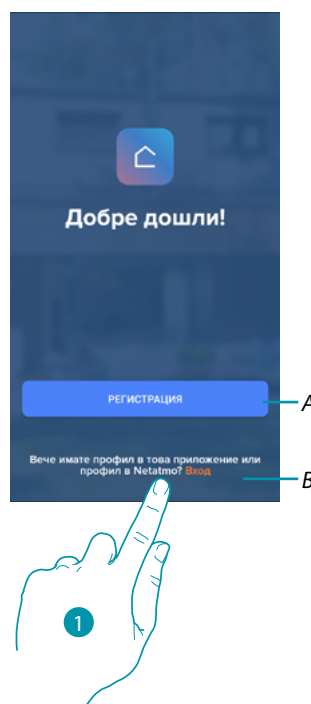 Добре дошли!
РЕГИСТРАЦИЯ
A
Вече имате профил в това приложение или
профил в Netatmo? Вход
B
1